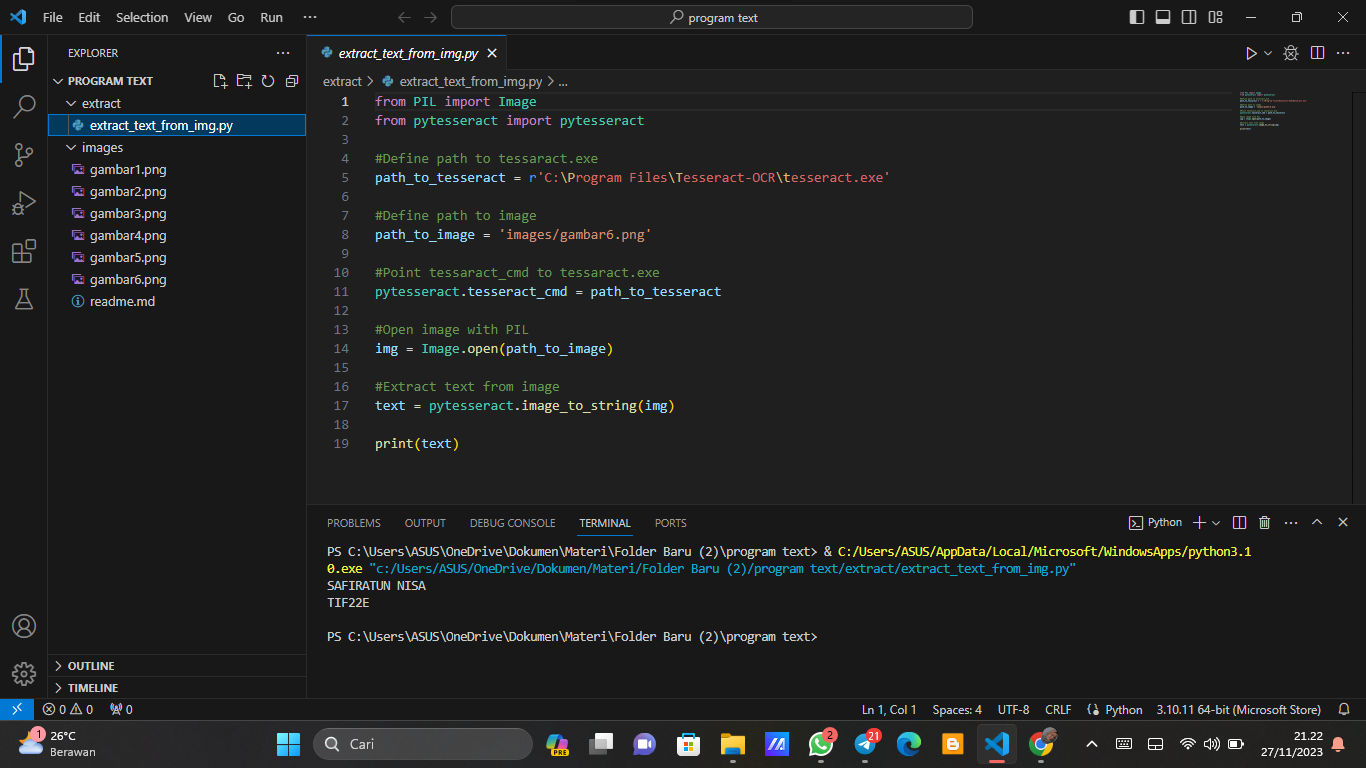 File Edit Selection View Go Run ···
program text
EXPLORER ···
PROGRAM TEXT
extract
extract_text_from_img.py
images
gambar1.png
gambar2.png
gambar3.png
gambar4.png
gambar5.png
gambar6.png
readme.md
OUTLINE
TIMELINE
extract_text_from_img.py
extract > extract_text_from_img.py > ...
1 from PIL import Image
2 from pytesseract import pytesseract
3
4 #Define path to tessaract.exe
5 path_to_tesseract = r'C:\Program Files\Tesseract-OCR\tesseract.exe'
6
7 #Define path to image
8 path_to_image = 'images/gambar6.png'
9
10 #Point tessaract_cmd to tessaract.exe
11 pytesseract.tesseract_cmd = path_to_tesseract
12
13 #Open image with PIL
14 img = Image.open(path_to_image)
15
16 #Extract text from image
17 text = pytesseract.image_to_string(img)
18
19 print(text)
PROBLEMS OUTPUT DEBUG CONSOLE TERMINAL PORTS
Python
PS C:\Users\ASUS\OneDrive\Dokumen\Materi\Folder Baru (2)\program text> & C:/Users/ASUS/AppData/Local/Microsoft/WindowsApps/python3.1
0.exe "c:/Users/ASUS/OneDrive/Dokumen/Materi/Folder Baru (2)/program text/extract/extract_text_from_img.py"
SAFIRATUN NISA
TIF22E
PS C:\Users\ASUS\OneDrive\Dokumen\Materi\Folder Baru (2)\program text>
0 0 0
Ln 1, Col 1 Spaces: 4 UTF-8 CRLF Python 3.10.11 64-bit (Microsoft Store)
1
26°C
Berawan
Cari
PRE
2
21
21.22
27/11/2023